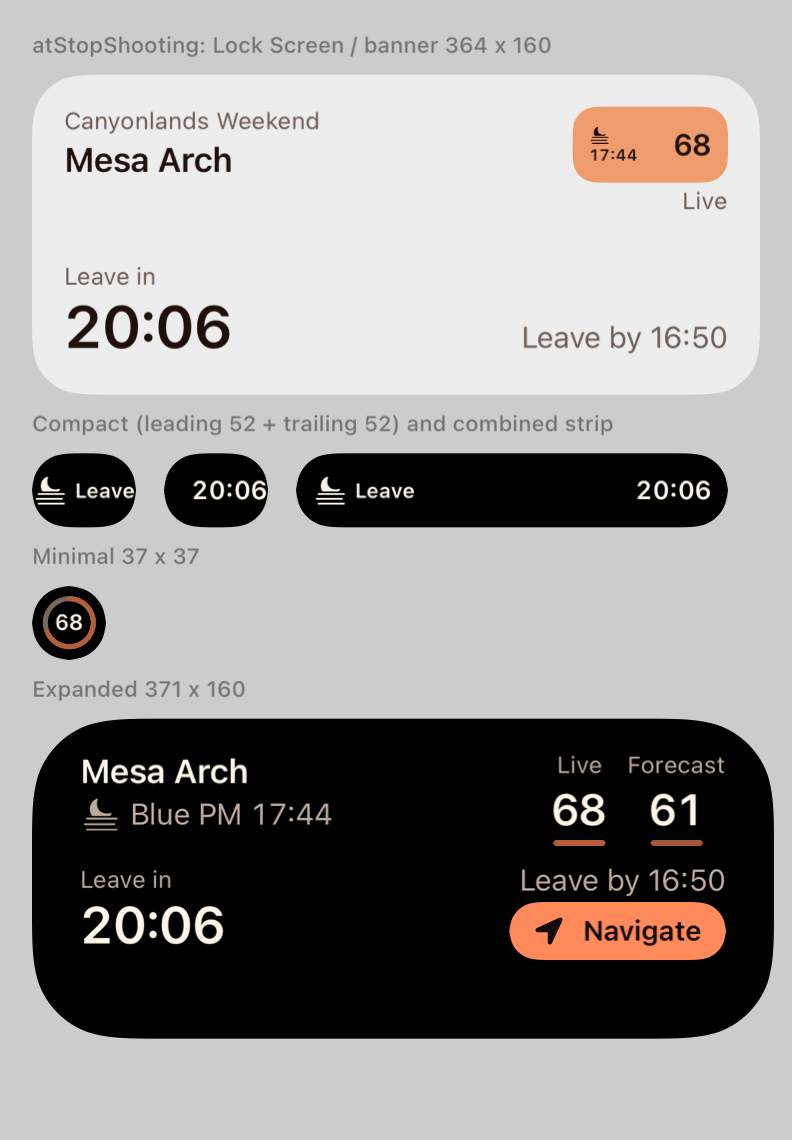 atStopShooting: Lock Screen / banner 364 x 160
Canyonlands Weekend
Mesa Arch
17:44
68
Live
Leave in
20:06
Leave by 16:50
Compact (leading 52 + trailing 52) and combined strip
Leave
20:06
Leave
20:06
Minimal 37 x 37
68
Expanded 371 x 160
Mesa Arch
Blue PM 17:44
Live
Forecast
68
61
Leave in
20:06
Leave by 16:50
Navigate